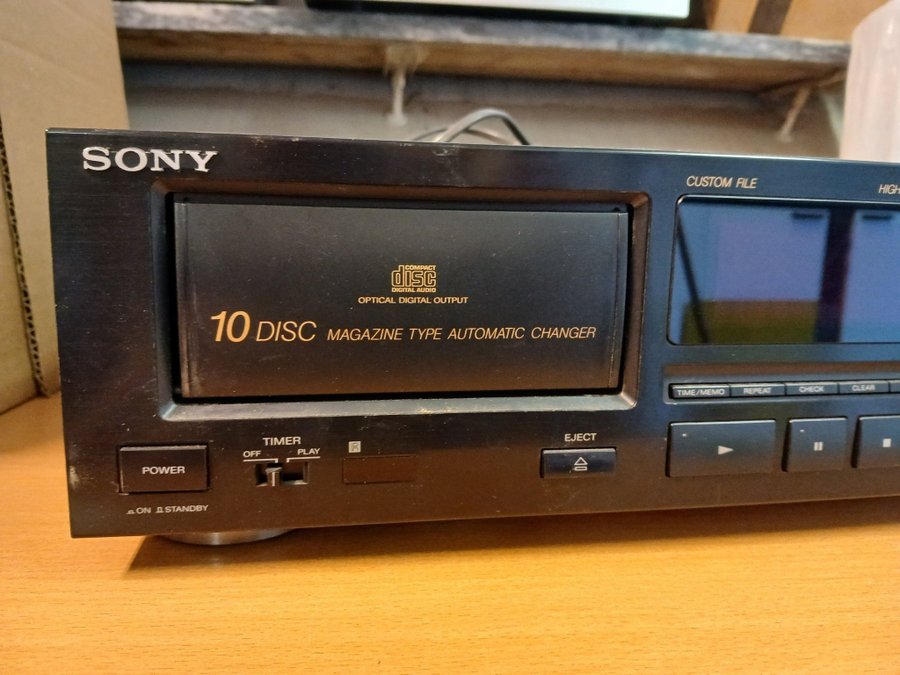 SONY
CUSTOM FILE
HIGH
COMPACT
disc
DIGITAL AUDIO
OPTICAL DIGITAL OUTPUT
10 DISC MAGAZINE TYPE AUTOMATIC CHANGER
TIME/MEMO REPEAT CHECK CLEAR
TIMER
OFF PLAY
R
EJECT
POWER
ON STANDBY